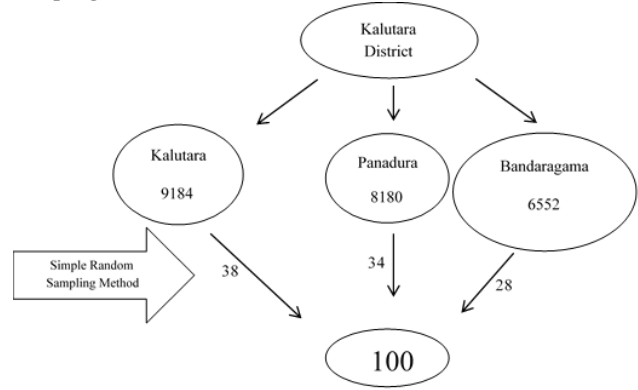 Kalutara
District
Kalutara
9184
Panadura
8180
Bandaragama
6552
Simple Random
Sampling Method
38
34
28
100